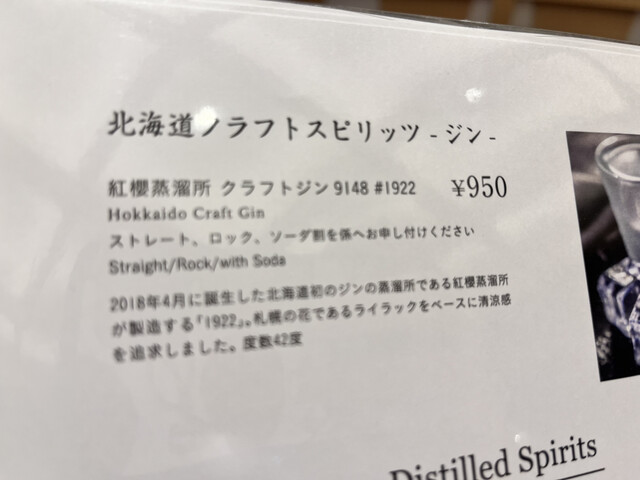 北海道クラフトスピリッツ - ジン -
紅櫻蒸溜所 クラフトジン 9148 #1922 ¥950
Hokkaido Craft Gin
ストレート、ロック、ソーダ割を係へお申し付けください
Straight/Rock/with Soda
2018年4月に誕生した北海道初のジンの蒸溜所である紅櫻蒸溜所
が製造する「1922」。札幌の花であるライラックをベースに清涼感
を追求しました。度数42度
Distilled Spirits